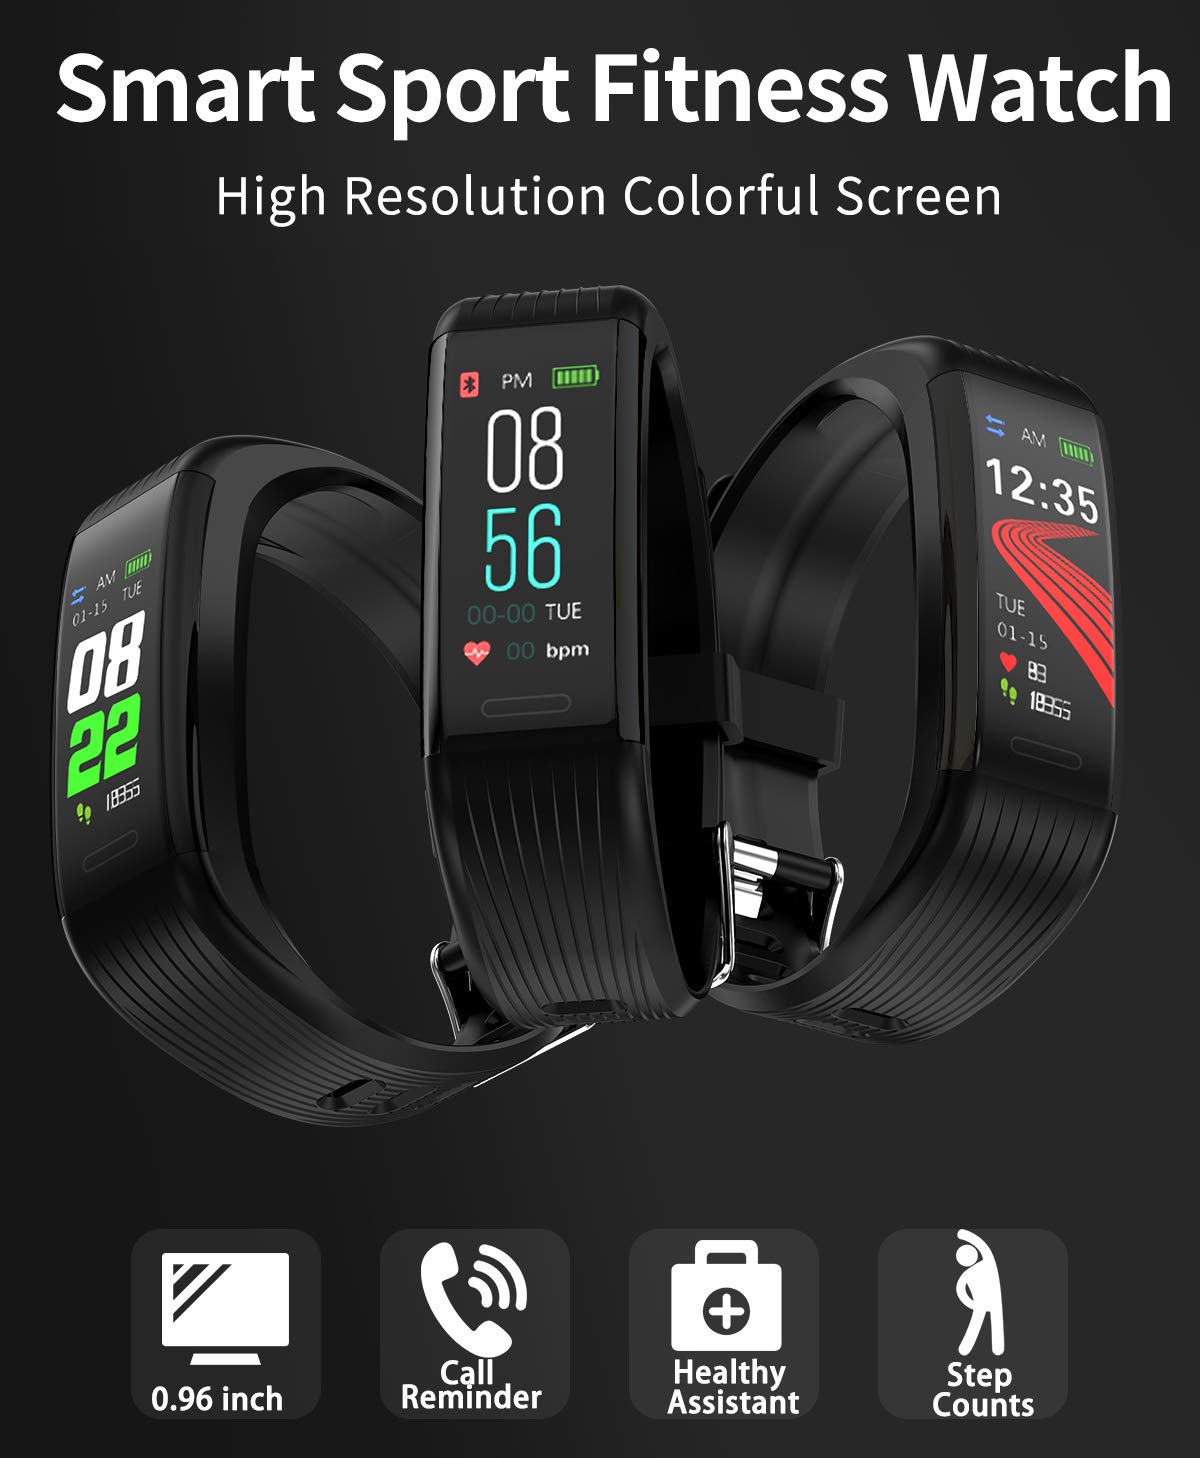 Smart Sport Fitness Watch
High Resolution Colorful Screen
AM
01-15 TUE
08
22
18355
PM
08
56
00-00 TUE
00 bpm
AM
12:35
TUE
01-15
83
18355
0.96 inch
Call
Reminder
Healthy
Assistant
Step
Counts